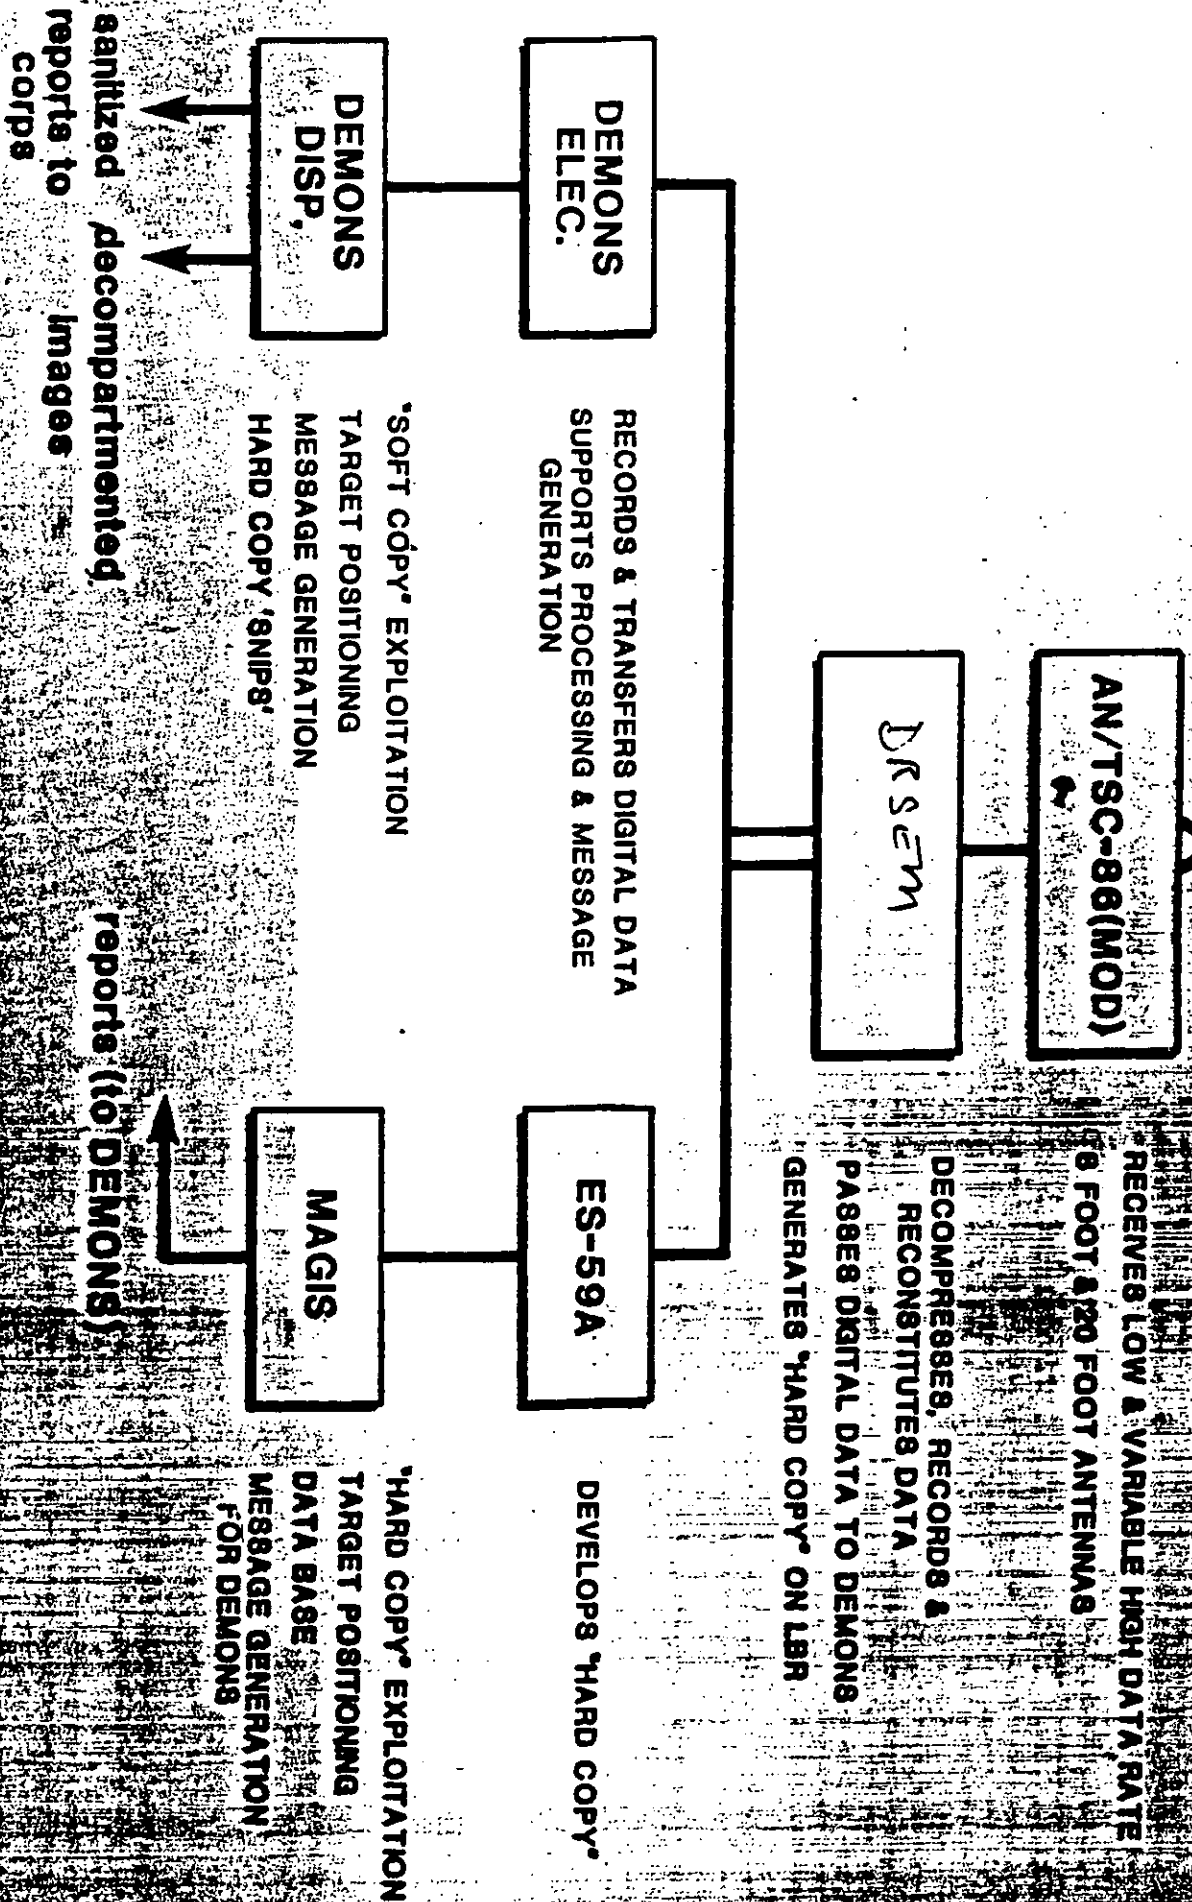 AN/TSC-86(MOD)
RECEIVES LOW & VARIABLE HIGH DATA RATE
8 FOOT & 20 FOOT ANTENNAS
DRSEM
DECOMPRESSES, RECORDS &
RECONSTITUTES DATA
PASSES DIGITAL DATA TO DEMONS
GENERATES "HARD COPY" ON LBR
DEMONS
ELEC.
RECORDS & TRANSFERS DIGITAL DATA
SUPPORTS PROCESSING & MESSAGE
GENERATION
ES-59A
DEVELOPS "HARD COPY"
DEMONS
DISP,
"SOFT COPY" EXPLOITATION
TARGET POSITIONING
MESSAGE GENERATION
HARD COPY 'SNIPS'
MAGIS
"HARD COPY" EXPLOITATION
TARGET POSITIONING
DATA BASE
MESSAGE GENERATION
FOR DEMONS
sanitized
reports to
corps
decompartmented
images
reports (to DEMONS)